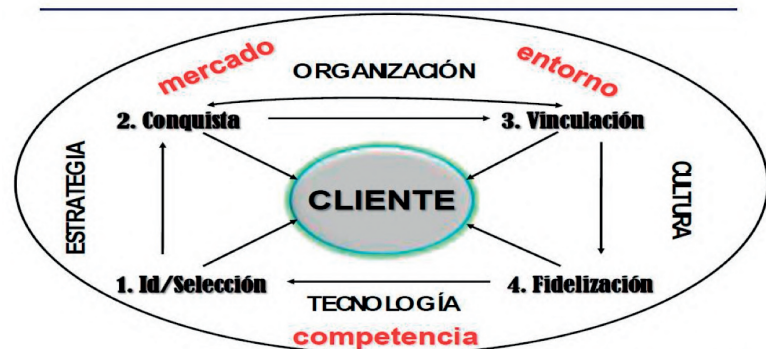 mercado
entorno
ORGANIZACIÓN
2. Conquista
3. Vinculación
ESTRATEGIA
CLIENTE
CULTURA
1. Id/Selección
4. Fidelización
TECNOLOGÍA
competencia